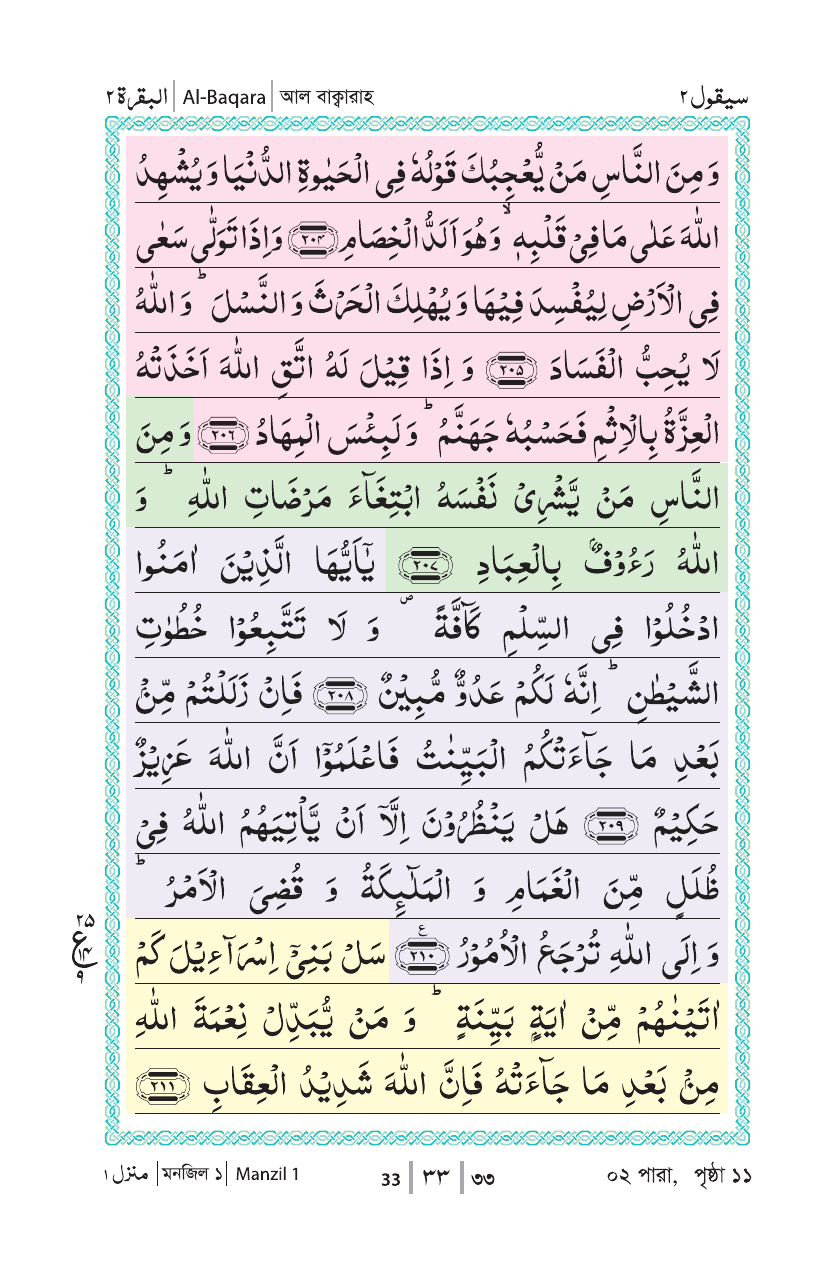 البقرة ٢ | Al-Baqara | আল বাক্বারাহ سيقول ٢
وَ مِنَ النَّاسِ مَنۡ یُّعۡجِبُكَ قَوۡلُهٗ فِی الۡحَیٰوةِ الدُّنۡیَا وَ یُشۡهِدُ
اللّٰهَ عَلٰی مَا فِیۡ قَلۡبِهٖ ۙ وَ هُوَ اَلَدُّ الۡخِصَامِ ﴿۲۰۴﴾ وَ اِذَا تَوَلّٰی سَعٰی
فِی الۡاَرۡضِ لِیُفۡسِدَ فِیۡهَا وَ یُهۡلِكَ الۡحَرۡثَ وَ النَّسۡلَ ؕ وَ اللّٰهُ
لَا یُحِبُّ الۡفَسَادَ ﴿۲۰۵﴾ وَ اِذَا قِیۡلَ لَهُ اتَّقِ اللّٰهَ اَخَذَتۡهُ
الۡعِزَّةُ بِالۡاِثۡمِ فَحَسۡبُهٗ جَهَنَّمُ ؕ وَ لَبِئۡسَ الۡمِهَادُ ﴿۲۰۶﴾ وَ مِنَ
النَّاسِ مَنۡ یَّشۡرِیۡ نَفۡسَهُ ابۡتِغَآءَ مَرۡضَاتِ اللّٰهِ ؕ وَ
اللّٰهُ رَءُوۡفٌۢ بِالۡعِبَادِ ﴿۲۰۷﴾ یٰۤاَیُّهَا الَّذِیۡنَ اٰمَنُوا
ادۡخُلُوۡا فِی السِّلۡمِ كَآفَّةً ۪ وَ لَا تَتَّبِعُوۡا خُطُوٰتِ
الشَّیۡطٰنِ ؕ اِنَّهٗ لَكُمۡ عَدُوٌّ مُّبِیۡنٌ ﴿۲۰۸﴾ فَاِنۡ زَلَلۡتُمۡ مِّنۡۢ
بَعۡدِ مَا جَآءَتۡكُمُ الۡبَیِّنٰتُ فَاعۡلَمُوۡۤا اَنَّ اللّٰهَ عَزِیۡزٌ
حَكِیۡمٌ ﴿۲۰۹﴾ هَلۡ یَنۡظُرُوۡنَ اِلَّاۤ اَنۡ یَّاۡتِیَهُمُ اللّٰهُ فِیۡ
ظُلَلٍ مِّنَ الۡغَمَامِ وَ الۡمَلٰٓئِكَةُ وَ قُضِیَ الۡاَمۡرُ ؕ
وَ اِلَی اللّٰهِ تُرۡجَعُ الۡاُمُوۡرُ ﴿۲۱۰﴾ سَلۡ بَنِیۡۤ اِسۡرَآءِیۡلَ كَمۡ
۲۵
ع
۱۴
۹
اٰتَیۡنٰهُمۡ مِّنۡ اٰیَةٍۭ بَیِّنَةٍ ؕ وَ مَنۡ یُّبَدِّلۡ نِعۡمَةَ اللّٰهِ
مِنۡۢ بَعۡدِ مَا جَآءَتۡهُ فَاِنَّ اللّٰهَ شَدِیۡدُ الۡعِقَابِ ﴿۲۱۱﴾
منزل ١ | মনজিল ১ | Manzil 1 33 | ٣٣ | ৩৩ ০২ পারা, পৃষ্ঠা ১১